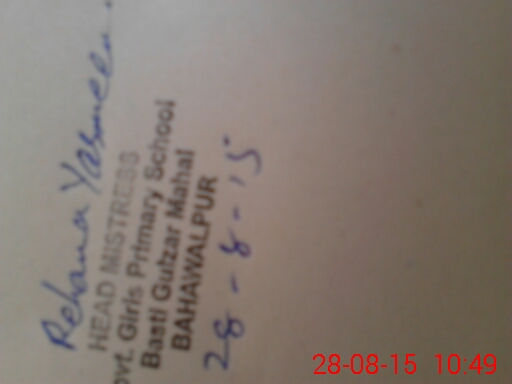 Rehana Yasmeen
HEAD MISTRESS
ovt. Girls Primary School
Basti Gulzar Mahal
BAHAWALPUR
28-8-15
28-08-15 10:49